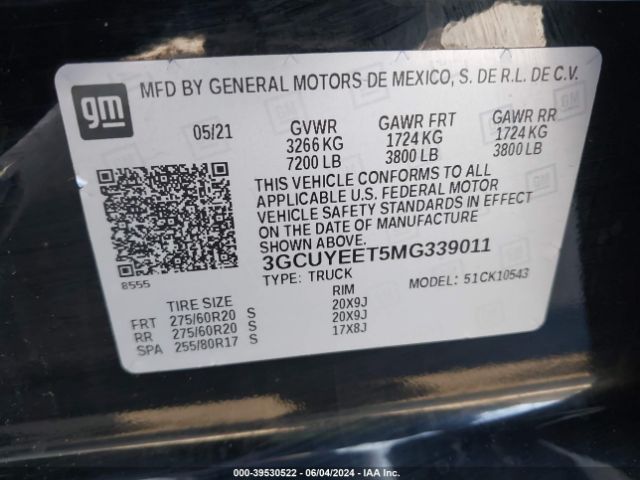 gm
MFD BY GENERAL MOTORS DE MEXICO, S. DE R.L. DE C.V.
05/21 GVWR GAWR FRT GAWR RR
3266 KG 1724 KG 1724 KG
7200 LB 3800 LB 3800 LB
THIS VEHICLE CONFORMS TO ALL
APPLICABLE U.S. FEDERAL MOTOR
VEHICLE SAFETY STANDARDS IN EFFECT
ON THE DATE OF MANUFACTURE
SHOWN ABOVE.
3GCUYEET5MG339011
8555
TYPE: TRUCK MODEL: 51CK10543
TIRE SIZE RIM
FRT 275/60R20 S 20X9J
RR 275/60R20 S 20X9J
SPA 255/80R17 S 17X8J
000-39530522 - 06/04/2024 - IAA Inc.